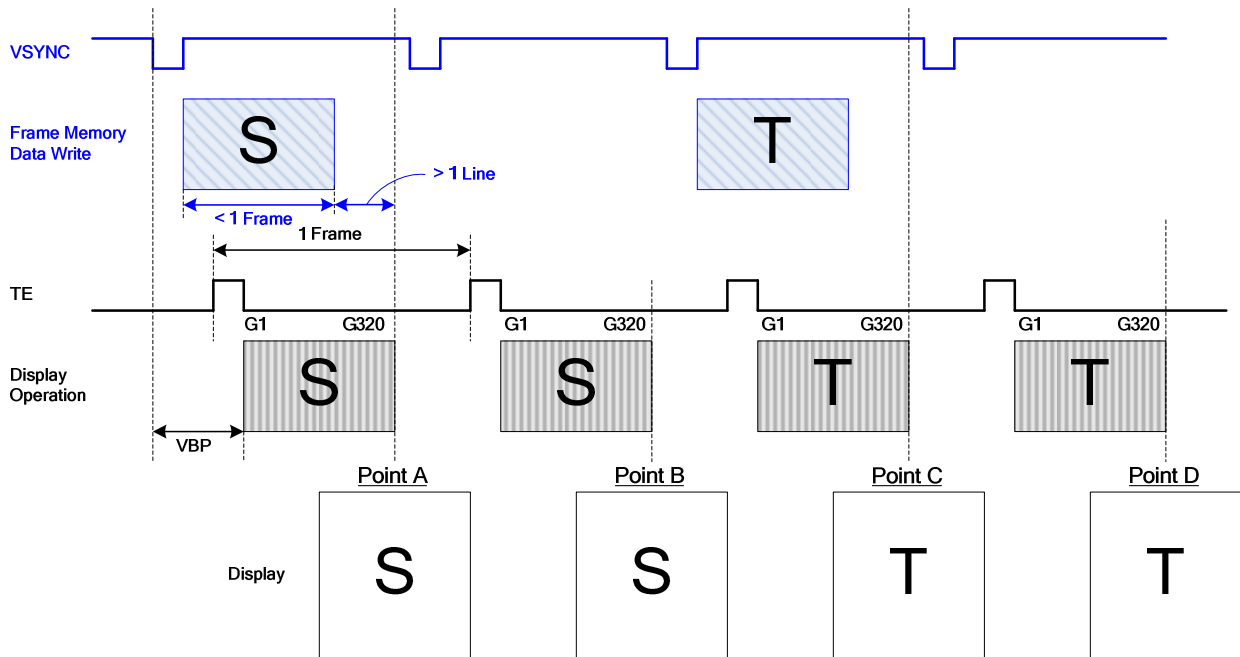 VSYNC
Frame Memory
Data Write
S
T
> 1 Line
< 1 Frame
1 Frame
TE
G1
G320
G1
G320
G1
G320
G1
G320
Display
Operation
S
S
T
T
VBP
Point A
Point B
Point C
Point D
Display
S
S
T
T